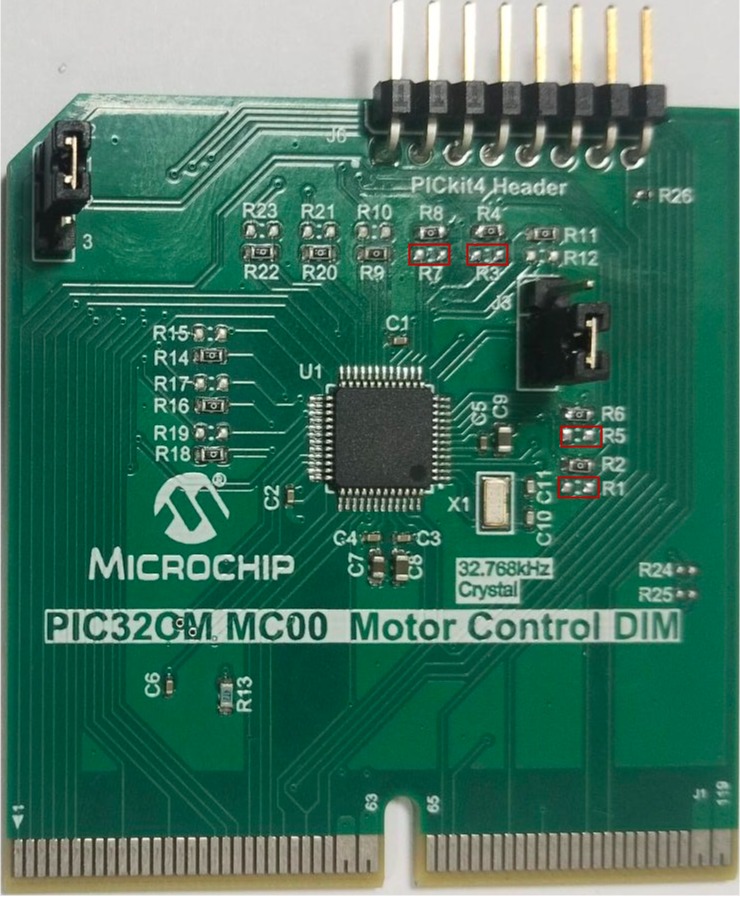 J6
PICkit4 Header
R26
3
R23 R21 R10 R8 R4 R11
R22 R20 R9 R7 R3 R12
J3
R15
R14
R17
R16
R19
R18
C1
U1
C5 C9
R6
R5
R2
R1
C2
X1
C11
C10
®
MICROCHIP
C4 C3
C7 C8
32.768kHz
Crystal
R24
R25
PIC32CM MC00 Motor Control DIM
C6
R13
1
63
65
J1
119